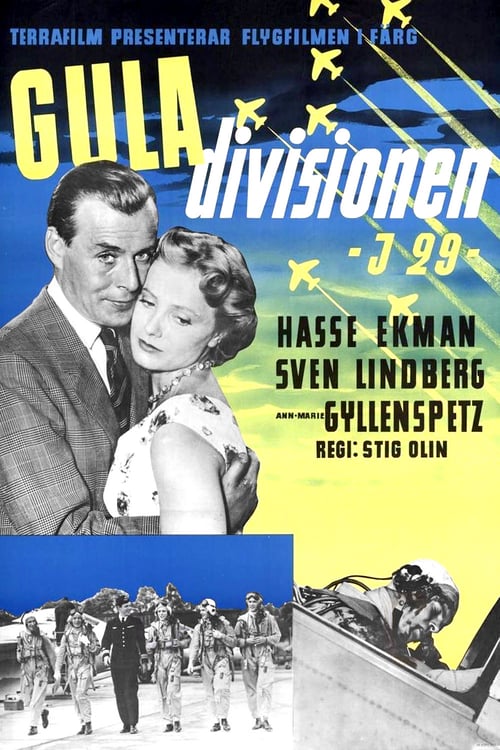 TERRAFILM PRESENTERAR FLYGFILMEN I FÄRG
GULA
divisionen
- J 29 -
HASSE EKMAN
SVEN LINDBERG
ANN-MARIE GYLLENSPETZ
REGI: STIG OLIN